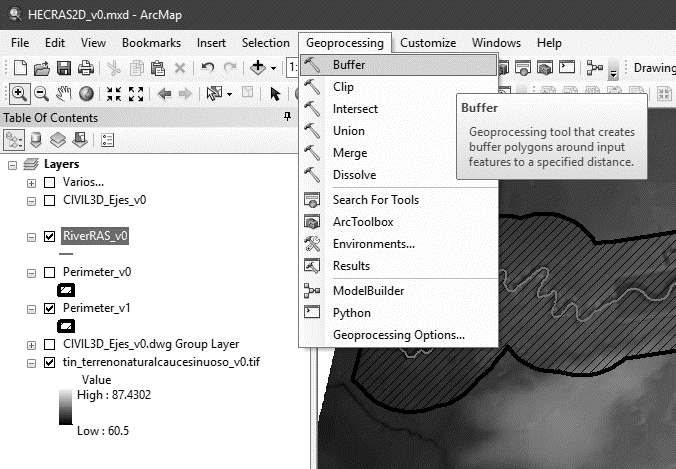 HECRAS2D_v0.mxd - ArcMap
File Edit View Bookmarks Insert Selection Geoprocessing Customize Windows Help
Drawing
Table Of Contents
Layers
Varios...
CIVIL3D_Ejes_v0
RiverRAS_v0
Perimeter_v0
Perimeter_v1
CIVIL3D_Ejes_v0.dwg Group Layer
tin_terrenonaturalcaucesinuoso_v0.tif
Value
High : 87.4302
Low : 60.5
Buffer
Clip
Intersect
Union
Merge
Dissolve
Search For Tools
ArcToolbox
Environments...
Results
ModelBuilder
Python
Geoprocessing Options...
Buffer
Geoprocessing tool that creates
buffer polygons around input
features to a specified distance.